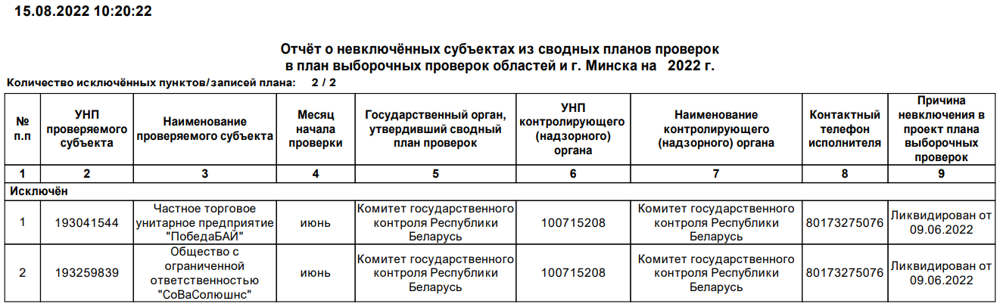 15.08.2022 10:20:22
Отчёт о невключённых субъектах из сводных планов проверок
в план выборочных проверок областей и г. Минска на 2022 г.
Количество исключённых пунктов/записей плана: 2 / 2
№
п.п
УНП
проверяемого
субъекта
Наименование
проверяемого субъекта
Месяц
начала
проверки
Государственный орган,
утвердивший сводный
план проверок
УНП
контролирующего
(надзорного)
органа
Наименование
контролирующего
(надзорного) органа
Контактный
телефон
исполнителя
Причина
невключения в
проект плана
выборочных
проверок
1 2 3 4 5 6 7 8 9
Исключён
1
193041544
Частное торговое
унитарное предприятие
"ПобедаБАЙ"
июнь
Комитет государственного
контроля Республики
Беларусь
100715208
Комитет государственного
контроля Республики
Беларусь
80173275076
Ликвидирован от
09.06.2022
2
193259839
Общество с
ограниченной
ответственностью
"СоВаСолюшнс"
июнь
Комитет государственного
контроля Республики
Беларусь
100715208
Комитет государственного
контроля Республики
Беларусь
80173275076
Ликвидирован от
09.06.2022